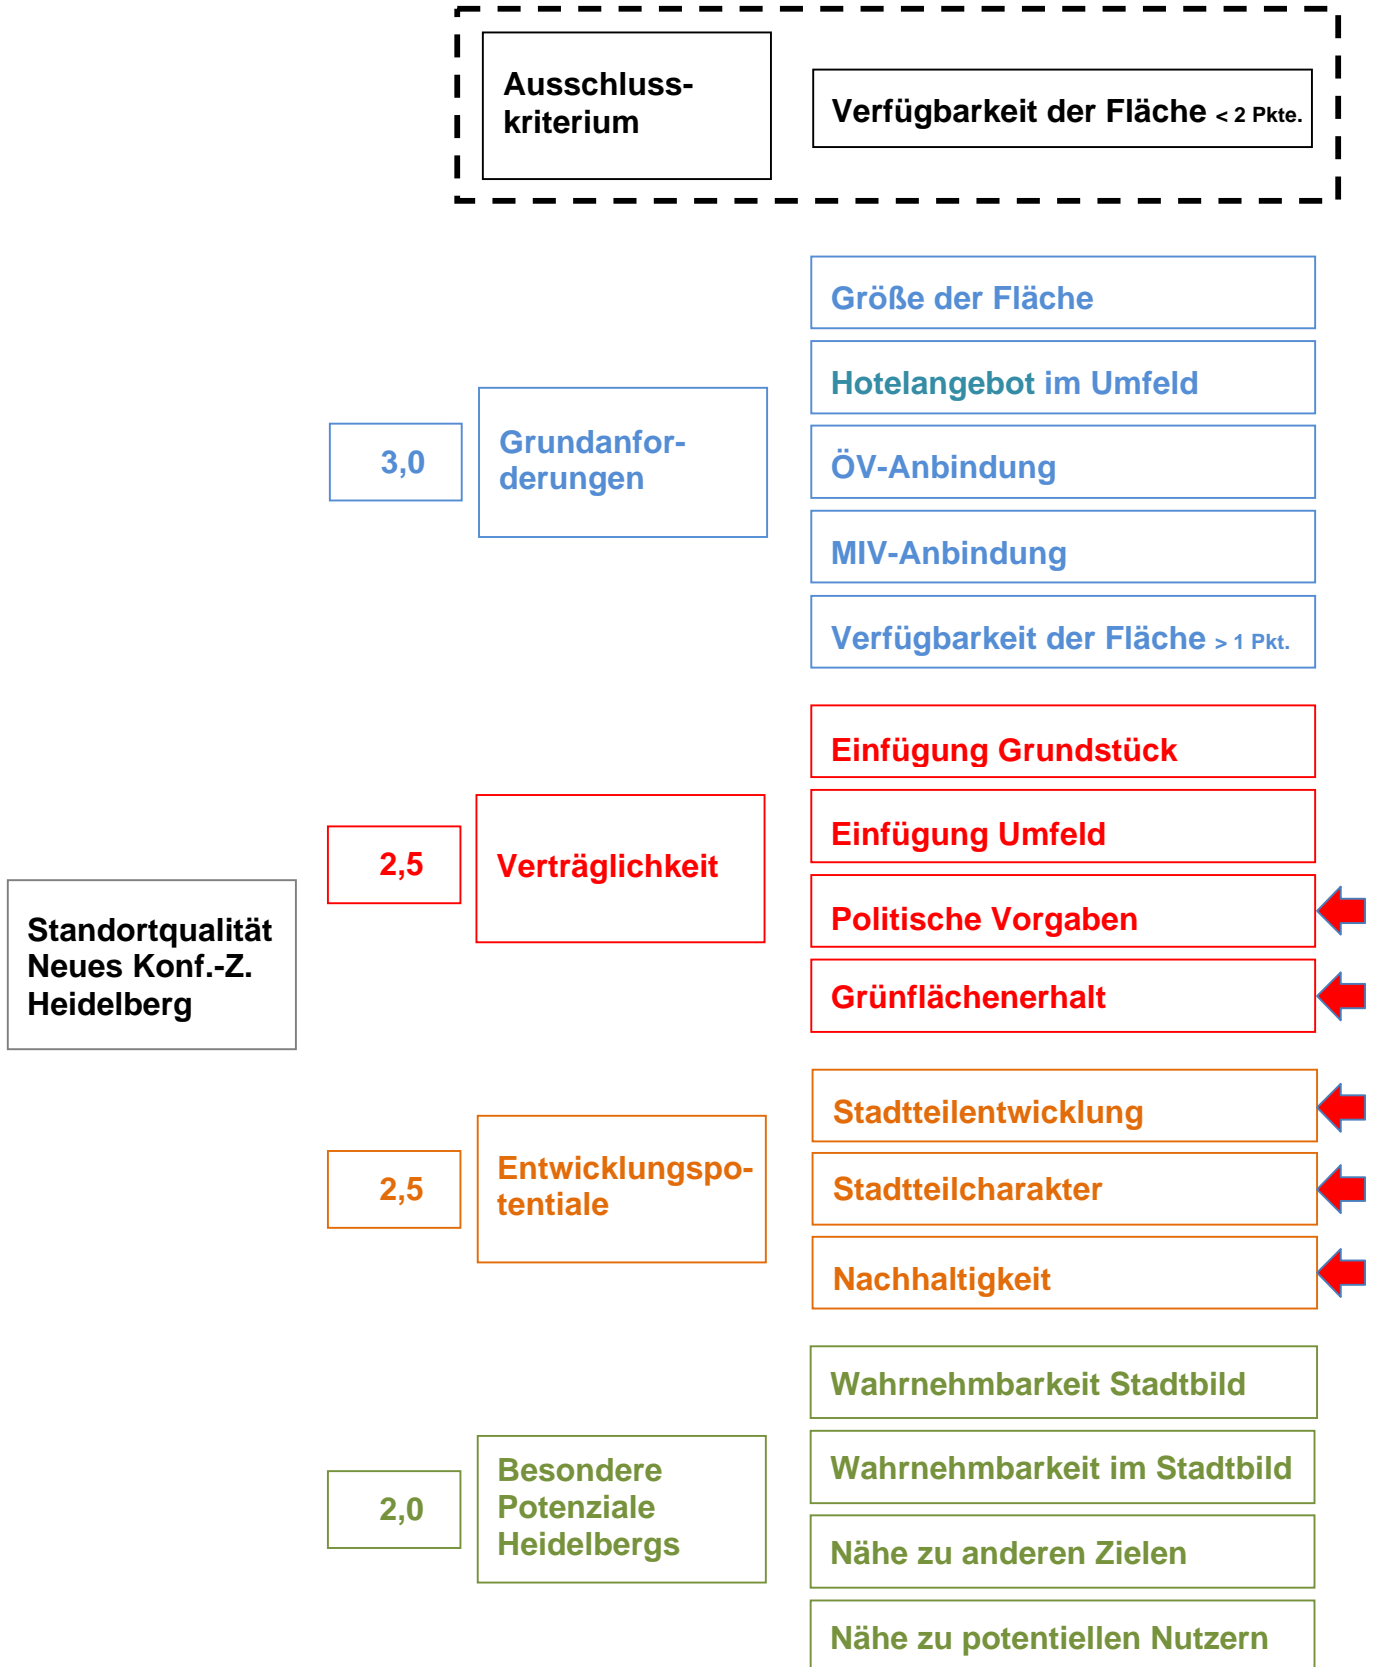 Ausschluss-
kriterium
Verfügbarkeit der Fläche < 2 Pkte.
Größe der Fläche
Hotelangebot im Umfeld
3,0
Grundanfor-
derungen
ÖV-Anbindung
MIV-Anbindung
Verfügbarkeit der Fläche > 1 Pkt.
Einfügung Grundstück
Einfügung Umfeld
2,5
Verträglichkeit
Politische Vorgaben
Grünflächenerhalt
Standortqualität
Neues Konf.-Z.
Heidelberg
Stadtteilentwicklung
2,5
Entwicklungspo-
tentiale
Stadtteilcharakter
Nachhaltigkeit
Wahrnehmbarkeit Stadtbild
Wahrnehmbarkeit im Stadtbild
2,0
Besondere
Potenziale
Heidelbergs
Nähe zu anderen Zielen
Nähe zu potentiellen Nutzern